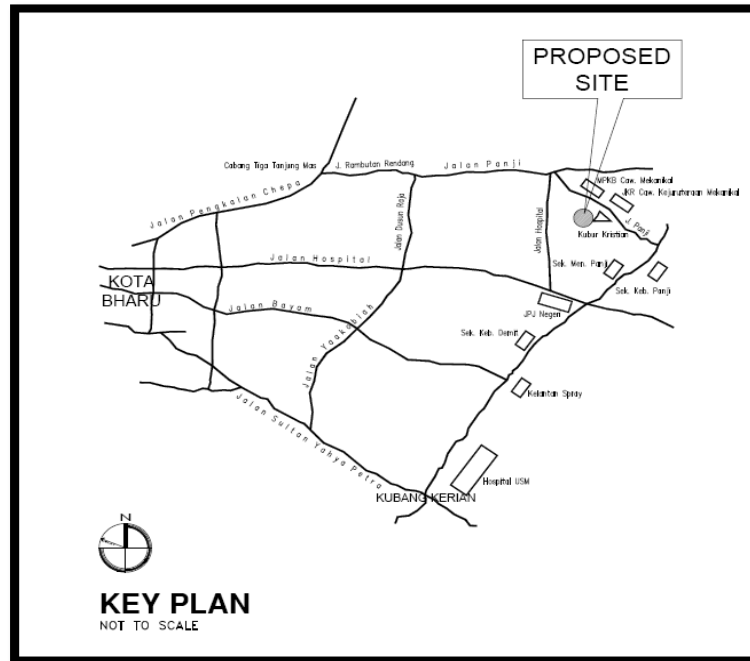 PROPOSED
SITE
Cabang Tiga Tanjung Mas
J. Rambutan Rendang
Jalan Panji
MPKB Caw. Mekanikal
JKR Caw. Kejuruteraan Mekanikal
Jalan Pengkalan Chepa
Jalan Dusun Raja
Jalan Hospital
J. Panji
Kubur Kristian
Jalan Hospital
Sek. Men. Panji
Sek. Keb. Panji
KOTA
BHARU
Jalan Bayam
JPJ Negeri
Sek. Keb. Demit
Jalan Yaakabiah
Kelantan Spray
Jalan Sultan Yahya Petra
Hospital USM
KUBANG KERIAN
N
KEY PLAN
NOT TO SCALE